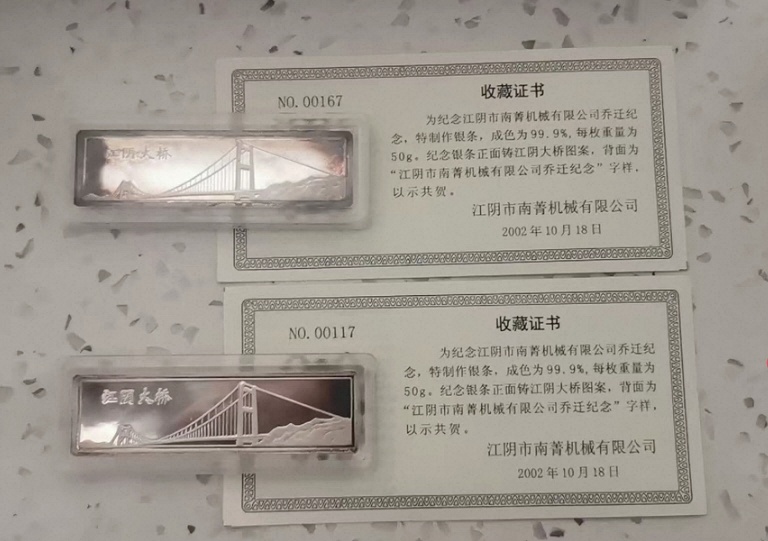 NO. 00167
收藏证书
为纪念江阴市南菁机械有限公司乔迁纪
念，特制作银条，成色为99.9%，每枚重量为
50g。纪念银条正面铸江阴大桥图案，背面为
“江阴市南菁机械有限公司乔迁纪念”字样，
以示共贺。
江阴市南菁机械有限公司
2002年10月18日
江阴大桥
NO. 00117
收藏证书
为纪念江阴市南菁机械有限公司乔迁纪
念，特制作银条，成色为99.9%，每枚重量为
50g。纪念银条正面铸江阴大桥图案，背面为
“江阴市南菁机械有限公司乔迁纪念”字样，
以示共贺。
江阴市南菁机械有限公司
2002年10月18日
江阴大桥